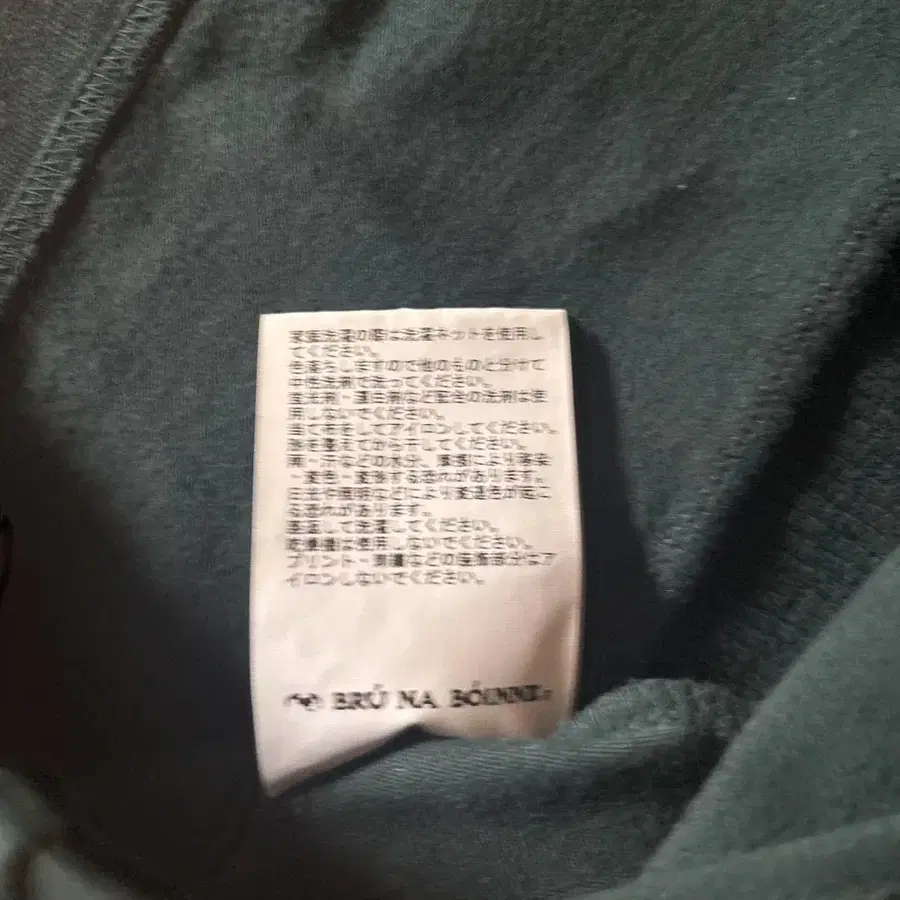 家庭洗濯の際は洗濯ネットを使用し
てください。
色落ちしますので他のものと分けて
中性洗剤で洗ってください。
蛍光剤・漂白剤など配合の洗剤は使
用しないでください。
当て布をしてアイロンしてください。
形を整えてから干してください。
雨・汗などの水分、摩擦により移染
・変色・変移する恐れがあります。
日光や照明などにより変退色が起こ
る恐れがあります。
裏返して洗濯してください。
乾燥機は使用しないでください。
プリント・刺繍などの装飾部分にア
イロンしないでください。
BRÚ NA BÓINNE